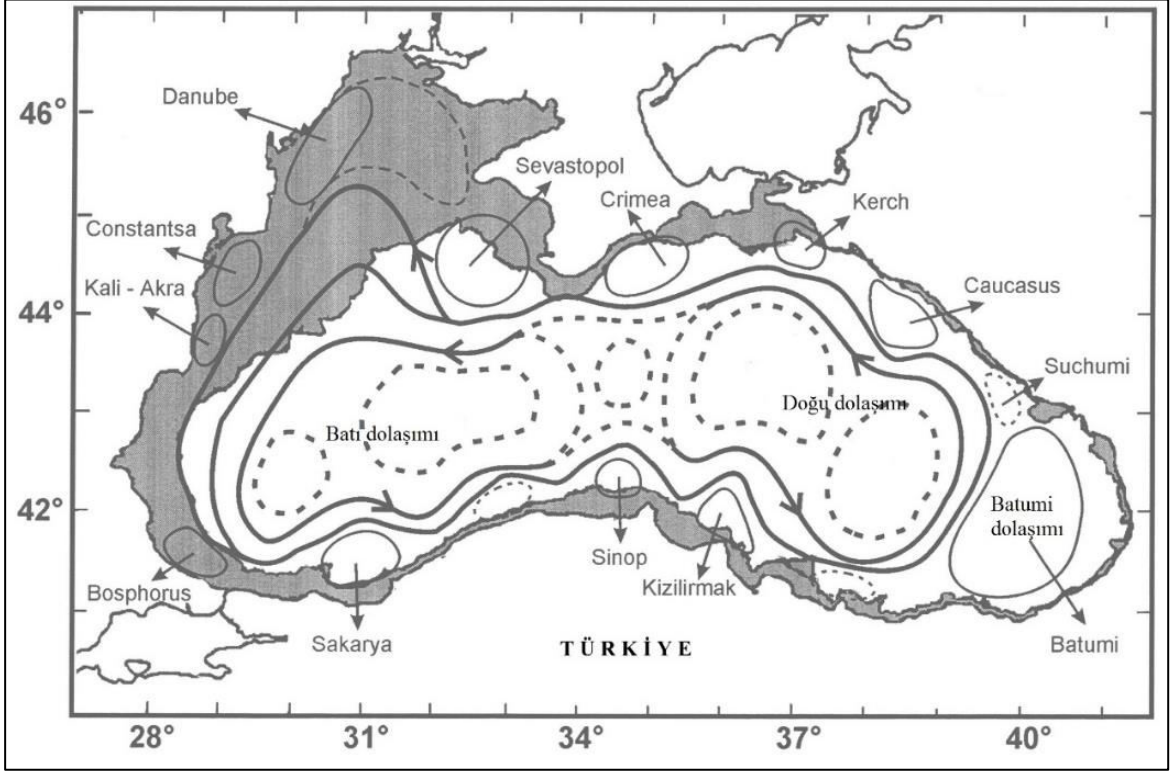 Danube
46°
Sevastopol
Crimea
Kerch
Constantsa
Kali - Akra
Caucasus
44°
Suchumi
Doğu dolaşımı
Batı dolaşımı
42°
Batumi
dolaşımı
Sinop
Kizilirmak
Bosphorus
Sakarya
TÜRKİYE
Batumi
28°
31°
34°
37°
40°